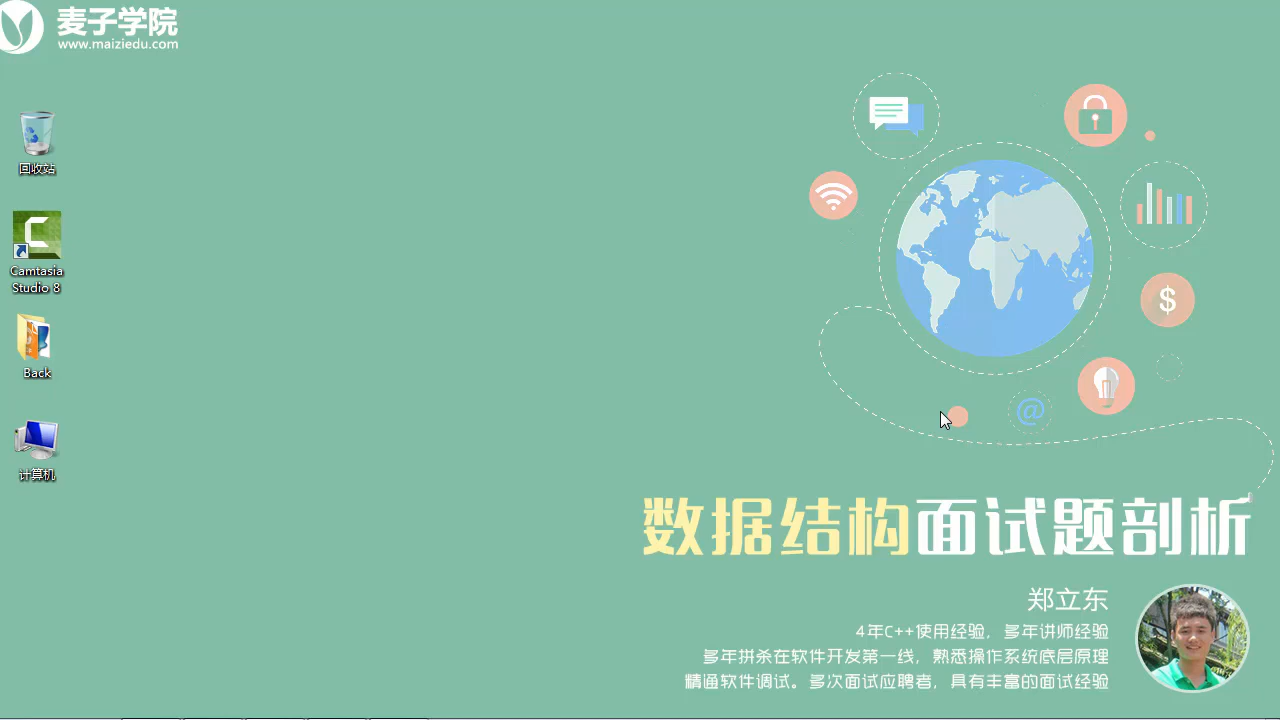 麦子学院
www.maiziedu.com
回收站
Camtasia
Studio 8
Back
计算机
$
@
数据结构面试题剖析
郑立东
4年C++使用经验，多年讲师经验
多年拼杀在软件开发第一线，熟悉操作系统底层原理
精通软件调试。多次面试应聘者，具有丰富的面试经验